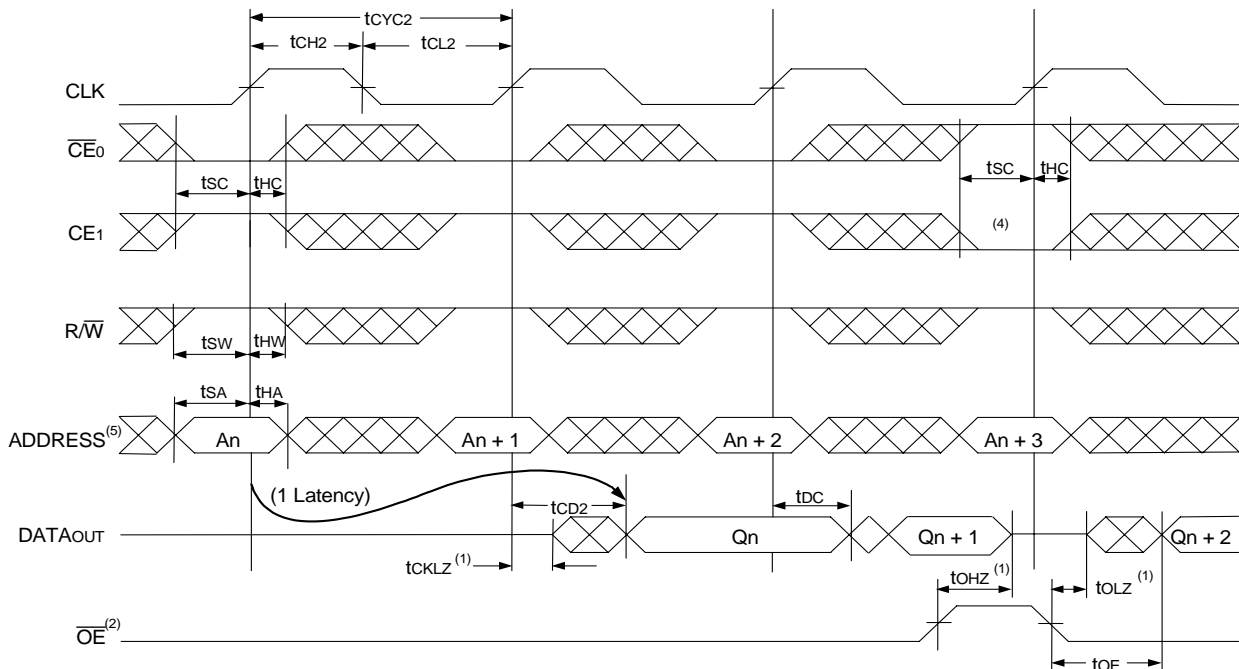 tCYC2
tCH2 tCL2
CLK
CE0
tSC tHC tSC tHC
CE1 (4)
R/W
tSW tHW
tSA tHA
ADDRESS(5) An An + 1 An + 2 An + 3
(1 Latency) tCD2 tDC
DATAOUT Qn Qn + 1 Qn + 2
tCKLZ (1) tOHZ (1) tOLZ (1)
OE(2)
tOE